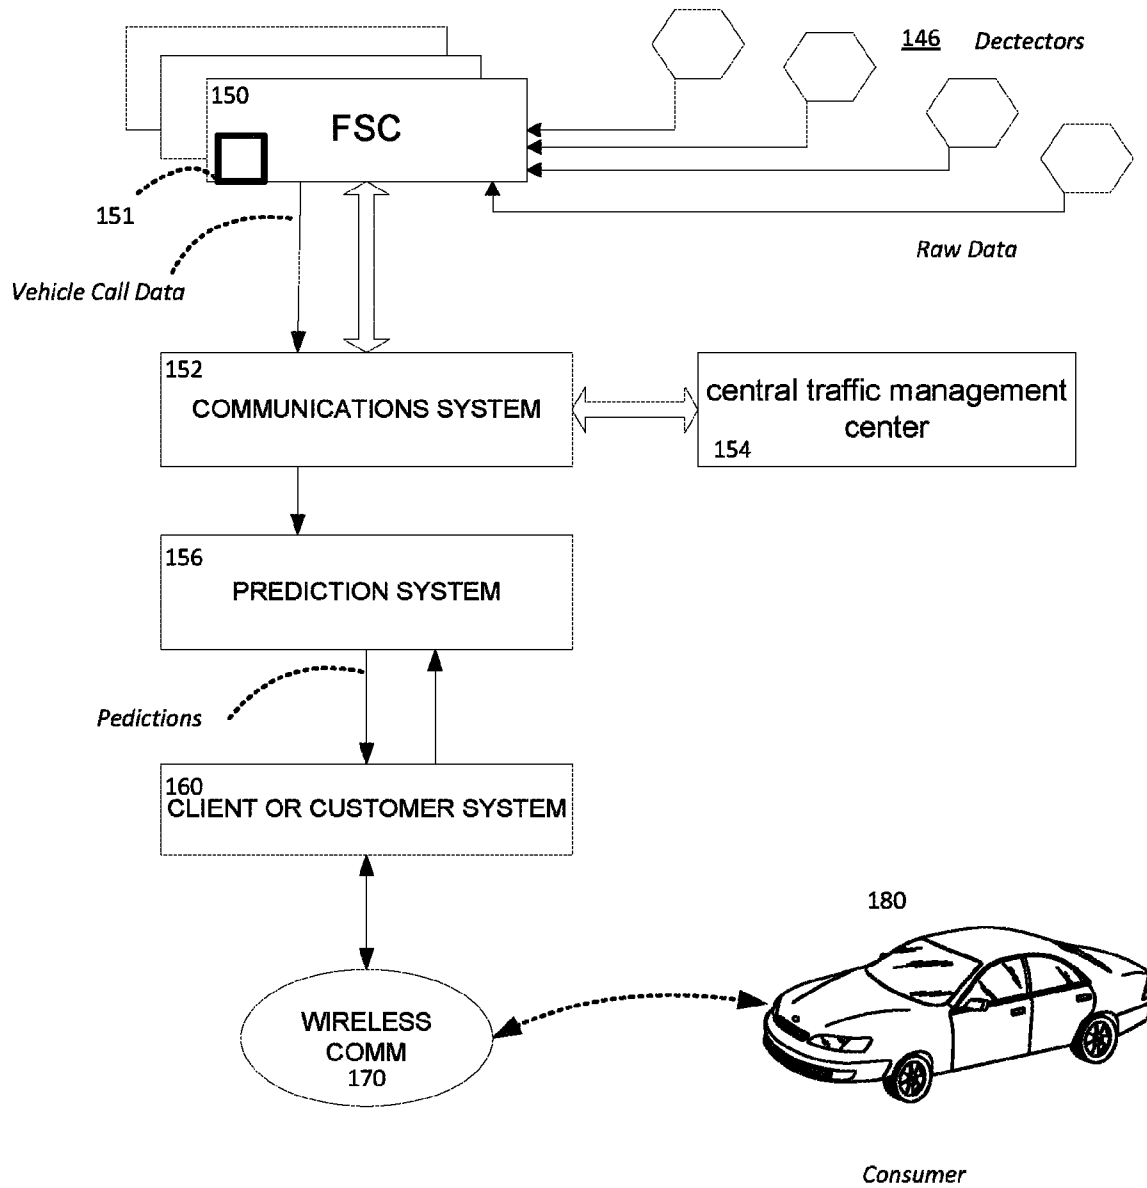 146 Dectectors
150
FSC
151
Raw Data
Vehicle Call Data
152
COMMUNICATIONS SYSTEM
central traffic management
center
154
156
PREDICTION SYSTEM
Pedictions
160
CLIENT OR CUSTOMER SYSTEM
180
WIRELESS
COMM
170
Consumer